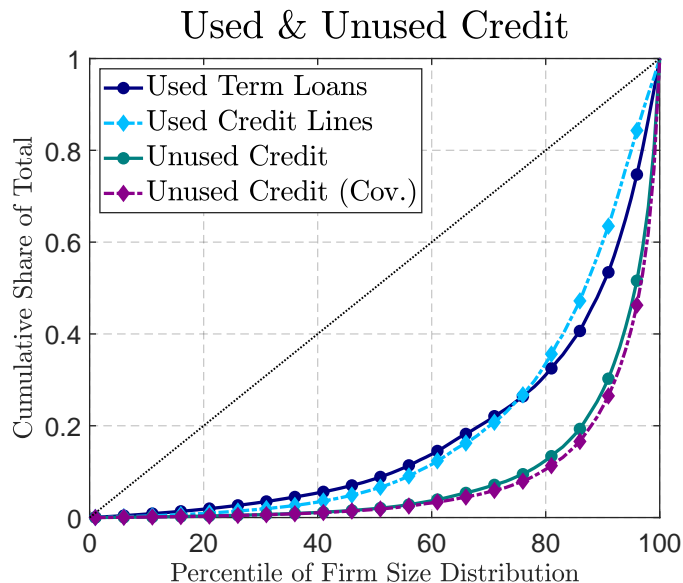 Used & Unused Credit
Used Term Loans
Used Credit Lines
Unused Credit
Unused Credit (Cov.)
Cumulative Share of Total
1
0.8
0.6
0.4
0.2
0
0 20 40 60 80 100
Percentile of Firm Size Distribution